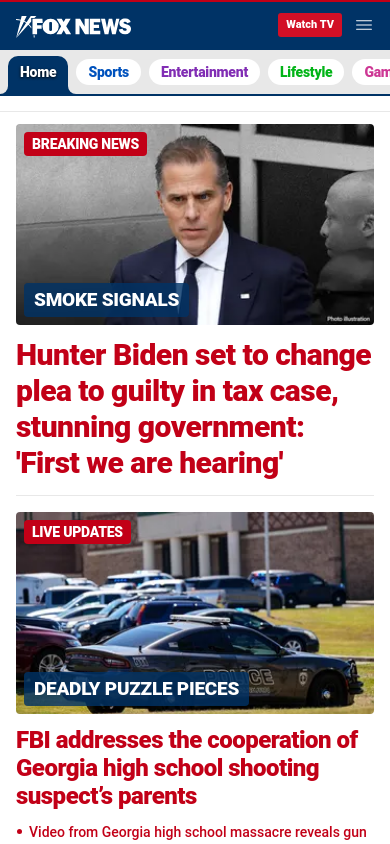 FOX NEWS
Watch TV
Home
Sports
Entertainment
Lifestyle
Gam
BREAKING NEWS
SMOKE SIGNALS
Photo illustration
Hunter Biden set to change
plea to guilty in tax case,
stunning government:
'First we are hearing'
LIVE UPDATES
POLICE
DEADLY PUZZLE PIECES
FBI addresses the cooperation of
Georgia high school shooting
suspect’s parents
• Video from Georgia high school massacre reveals gun